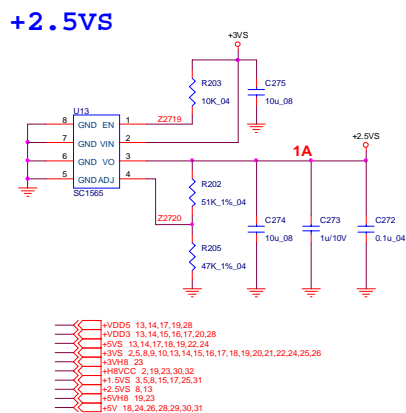 +2.5VS
+3VS
R203
10K_04
C275
10u_08
U13
8 GND EN 1 Z2719
7 GND VIN 2
6 GND VO 3
5 GND ADJ 4
SC1565
1A
+2.5VS
R202
51K_1%_04
Z2720
R205
47K_1%_04
C274
10u_08
C273
1u/10V
C272
0.1u_04
+VDD5 13,14,17,19,28
+VDD3 13,14,15,16,17,20,28
+5VS 13,14,17,18,19,22,24
+3VS 2,5,8,9,10,13,14,15,16,17,18,19,20,21,22,24,25,26
+3VH8 23
+H8VCC 2,19,23,30,32
+1.5VS 3,5,8,15,17,25,31
+2.5VS 8,13
+5VH8 19,23
+5V 18,24,26,28,29,30,31